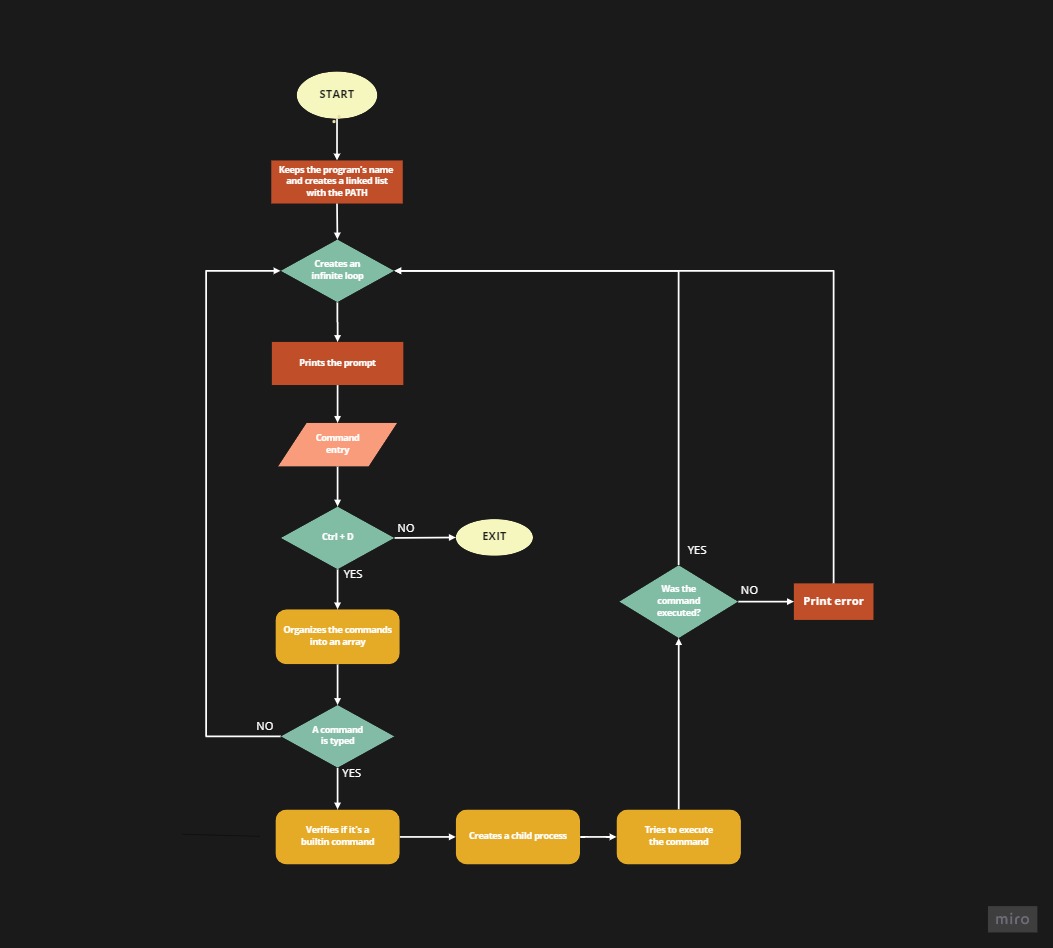 START
Keeps the program's name
and creates a linked list
with the PATH
Creates an
infinite loop
Prints the prompt
Command
entry
Ctrl + D
NO
EXIT
YES
Organizes the commands
into an array
A command
is typed
NO
YES
Verifies if it's a
builtin command
Creates a child process
Tries to execute
the command
Was the
command
executed?
YES
NO
Print error
miro